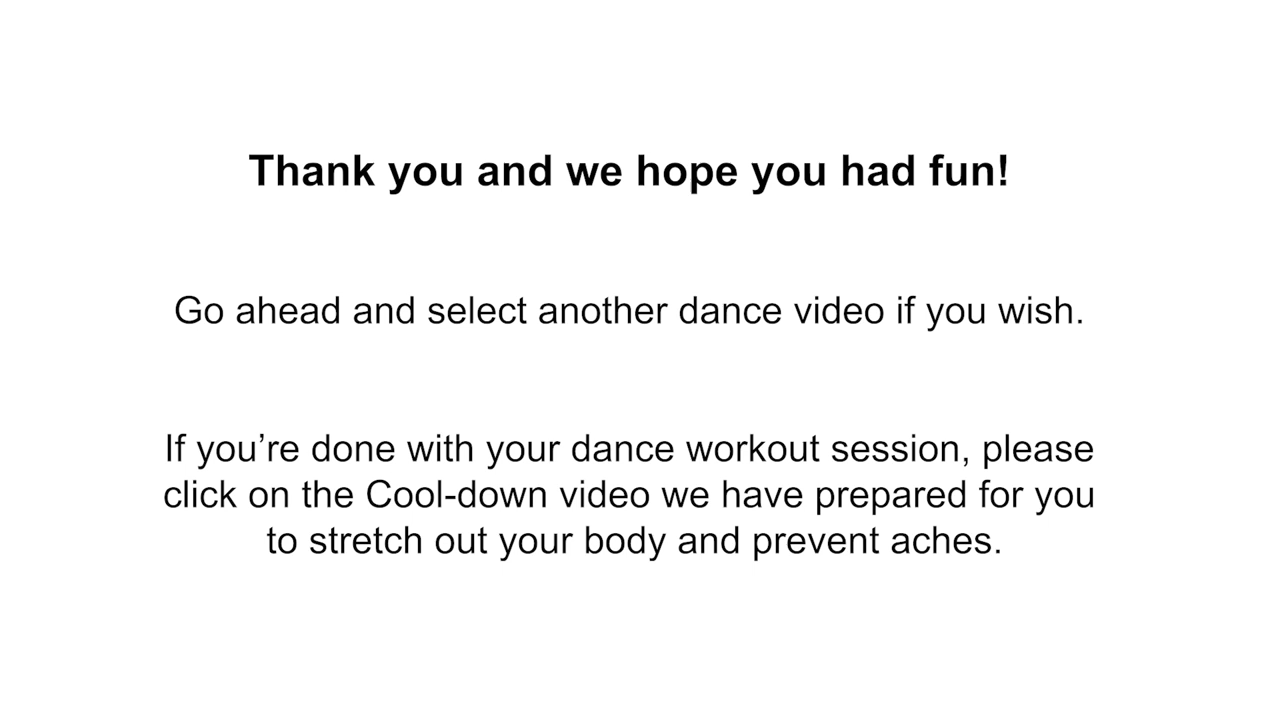 Thank you and we hope you had fun!
Go ahead and select another dance video if you wish.
If you’re done with your dance workout session, please
click on the Cool-down video we have prepared for you
to stretch out your body and prevent aches.